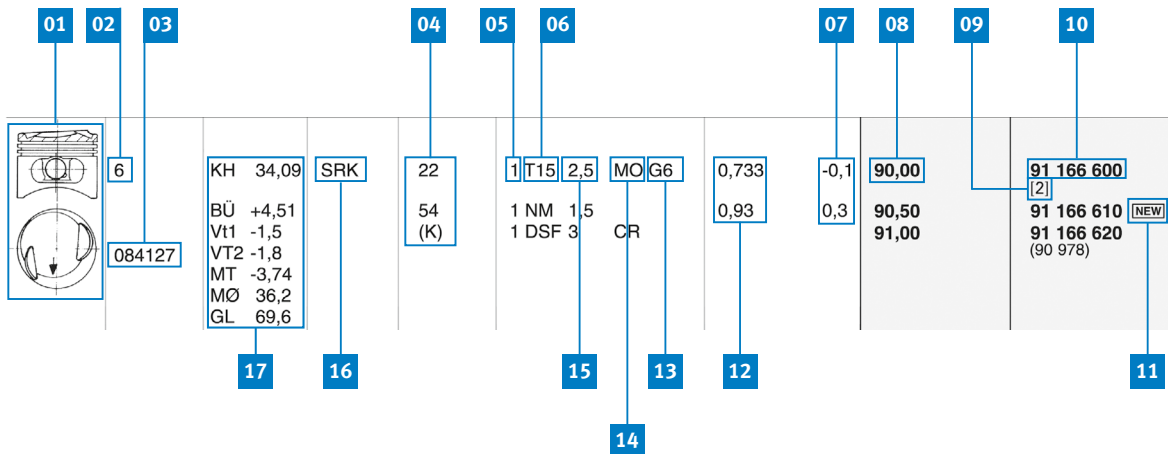 01 02 03 04 05 06 07 08 09 10
6 KH 34,09 SRK 22 1 T15 2,5 MO G6 0,733 -0,1 90,00 91 166 600
[2]
BÜ +4,51 54 1 NM 1,5 0,93 0,3 90,50 91 166 610 NEW
Vt1 -1,5 (K) 1 DSF 3 CR 91,00 91 166 620
084127 VT2 -1,8 (90 978)
MT -3,74
MØ 36,2
GL 69,6
17 16 15 13 12 11
14